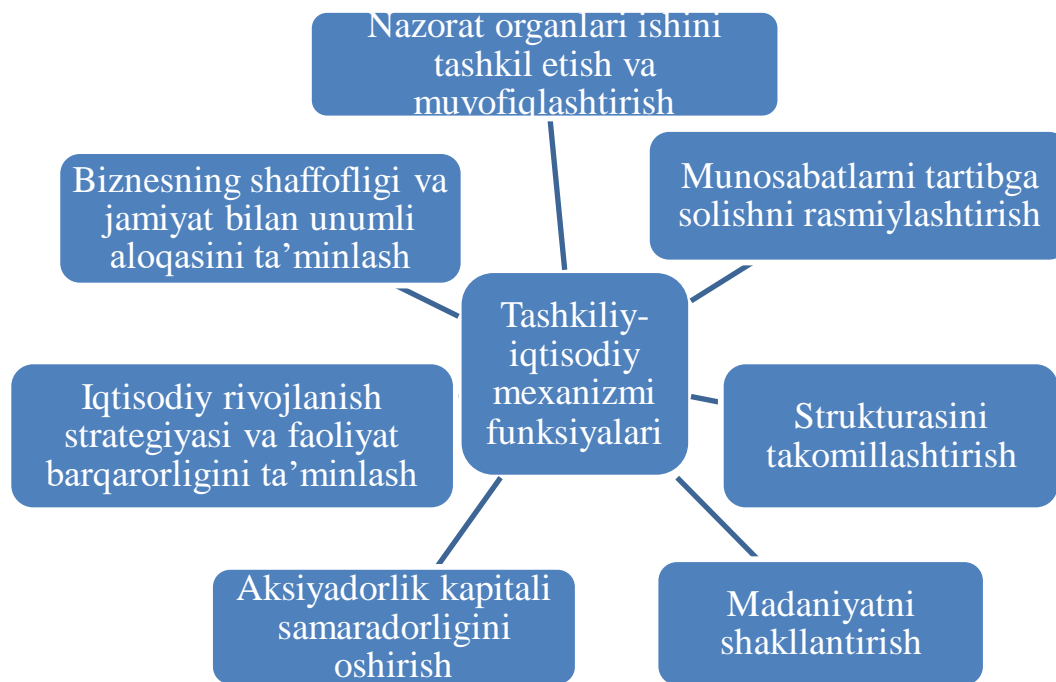 Nazorat organlari ishini
tashkil etish va
muvofiqlashtirish
Munosabatlarni tartibga
solishni rasmiylashtirish
Strukturasini
takomillashtirish
Madaniyatni
shakllantirish
Aksiyadorlik kapitali
samaradorligini
oshirish
Iqtisodiy rivojlanish
strategiyasi va faoliyat
barqarorligini ta’minlash
Biznesning shaffofligi va
jamiyat bilan unumli
aloqasini ta’minlash
Tashkiliy-
iqtisodiy
mexanizmi
funksiyalari